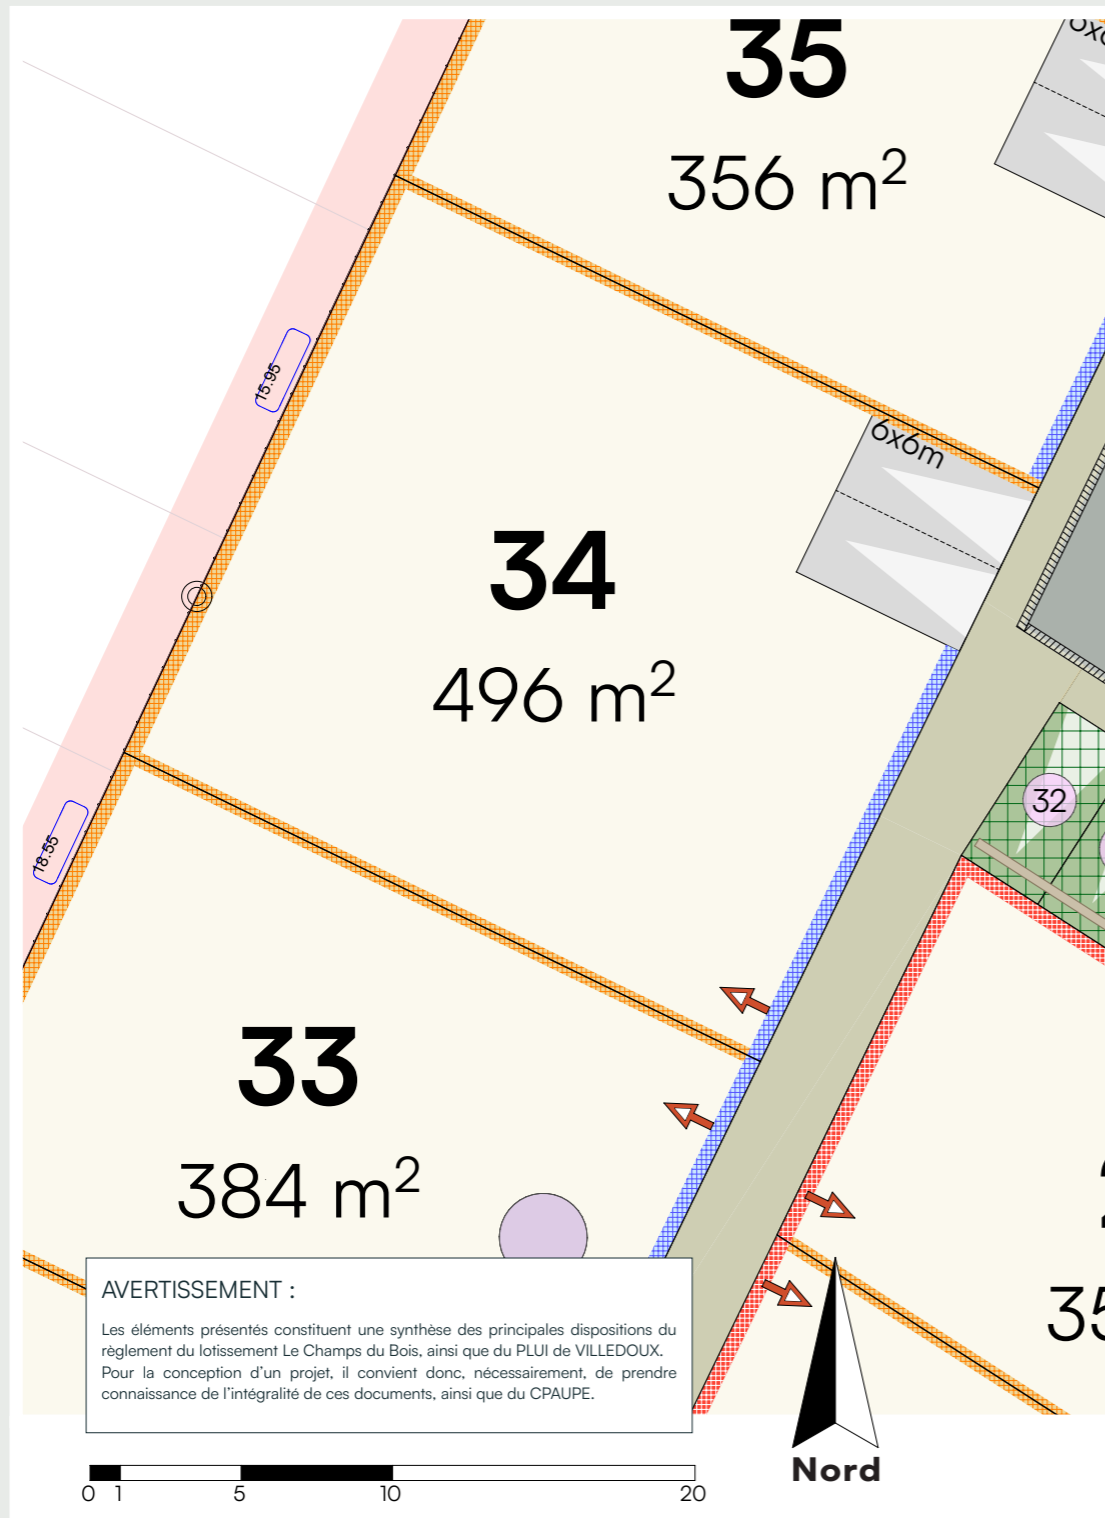 35
356 m²
6x6m
15.95
34
496 m²
32
18.55
33
384 m²
35
AVERTISSEMENT :
Les éléments présentés constituent une synthèse des principales dispositions du
règlement du lotissement Le Champs du Bois, ainsi que du PLUI de VILLEDOUX.
Pour la conception d'un projet, il convient donc, nécessairement, de prendre
connaissance de l'intégralité de ces documents, ainsi que du CPAUPE.
Nord
0 1 5 10 20